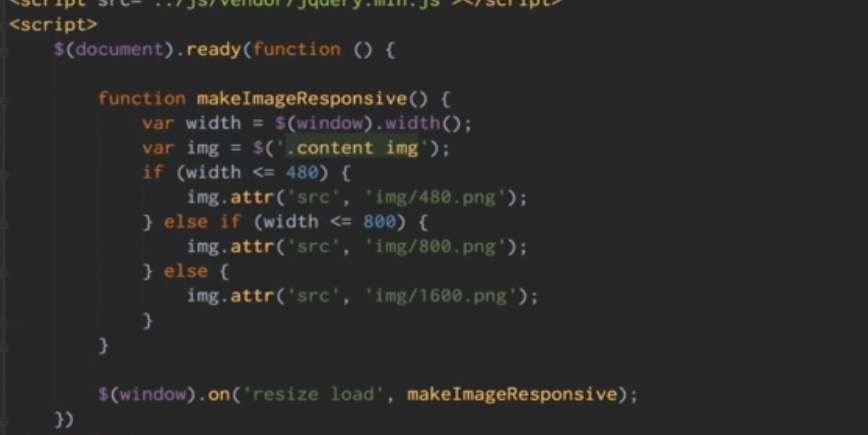 <script src="../js/vendor/jquery.min.js"></script>
<script>
$(document).ready(function () {
function makeImageResponsive() {
var width = $(window).width();
var img = $('.content img');
if (width <= 480) {
img.attr('src', 'img/480.png');
} else if (width <= 800) {
img.attr('src', 'img/800.png');
} else {
img.attr('src', 'img/1600.png');
}
}
$(window).on('resize load', makeImageResponsive);
})